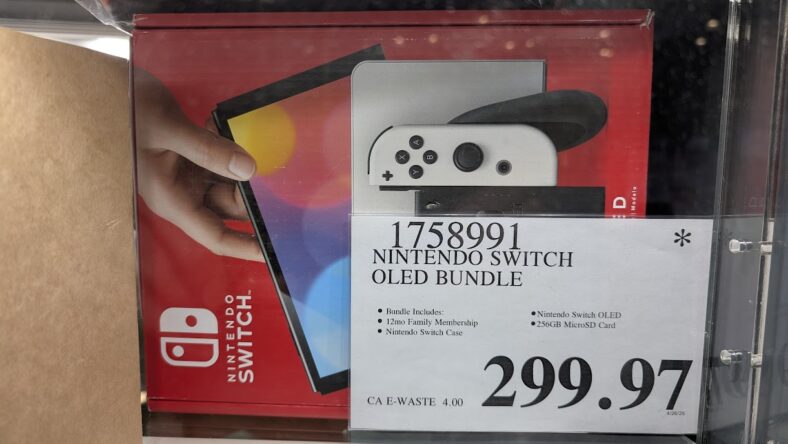 NINTENDO
SWITCH™
A
X
Y
B
1758991
*
NINTENDO SWITCH
OLED BUNDLE
• Bundle Includes:
• 12mo Family Membership
• Nintendo Switch Case
• Nintendo Switch OLED
• 256GB MicroSD Card
CA E-WASTE 4.00
299.97